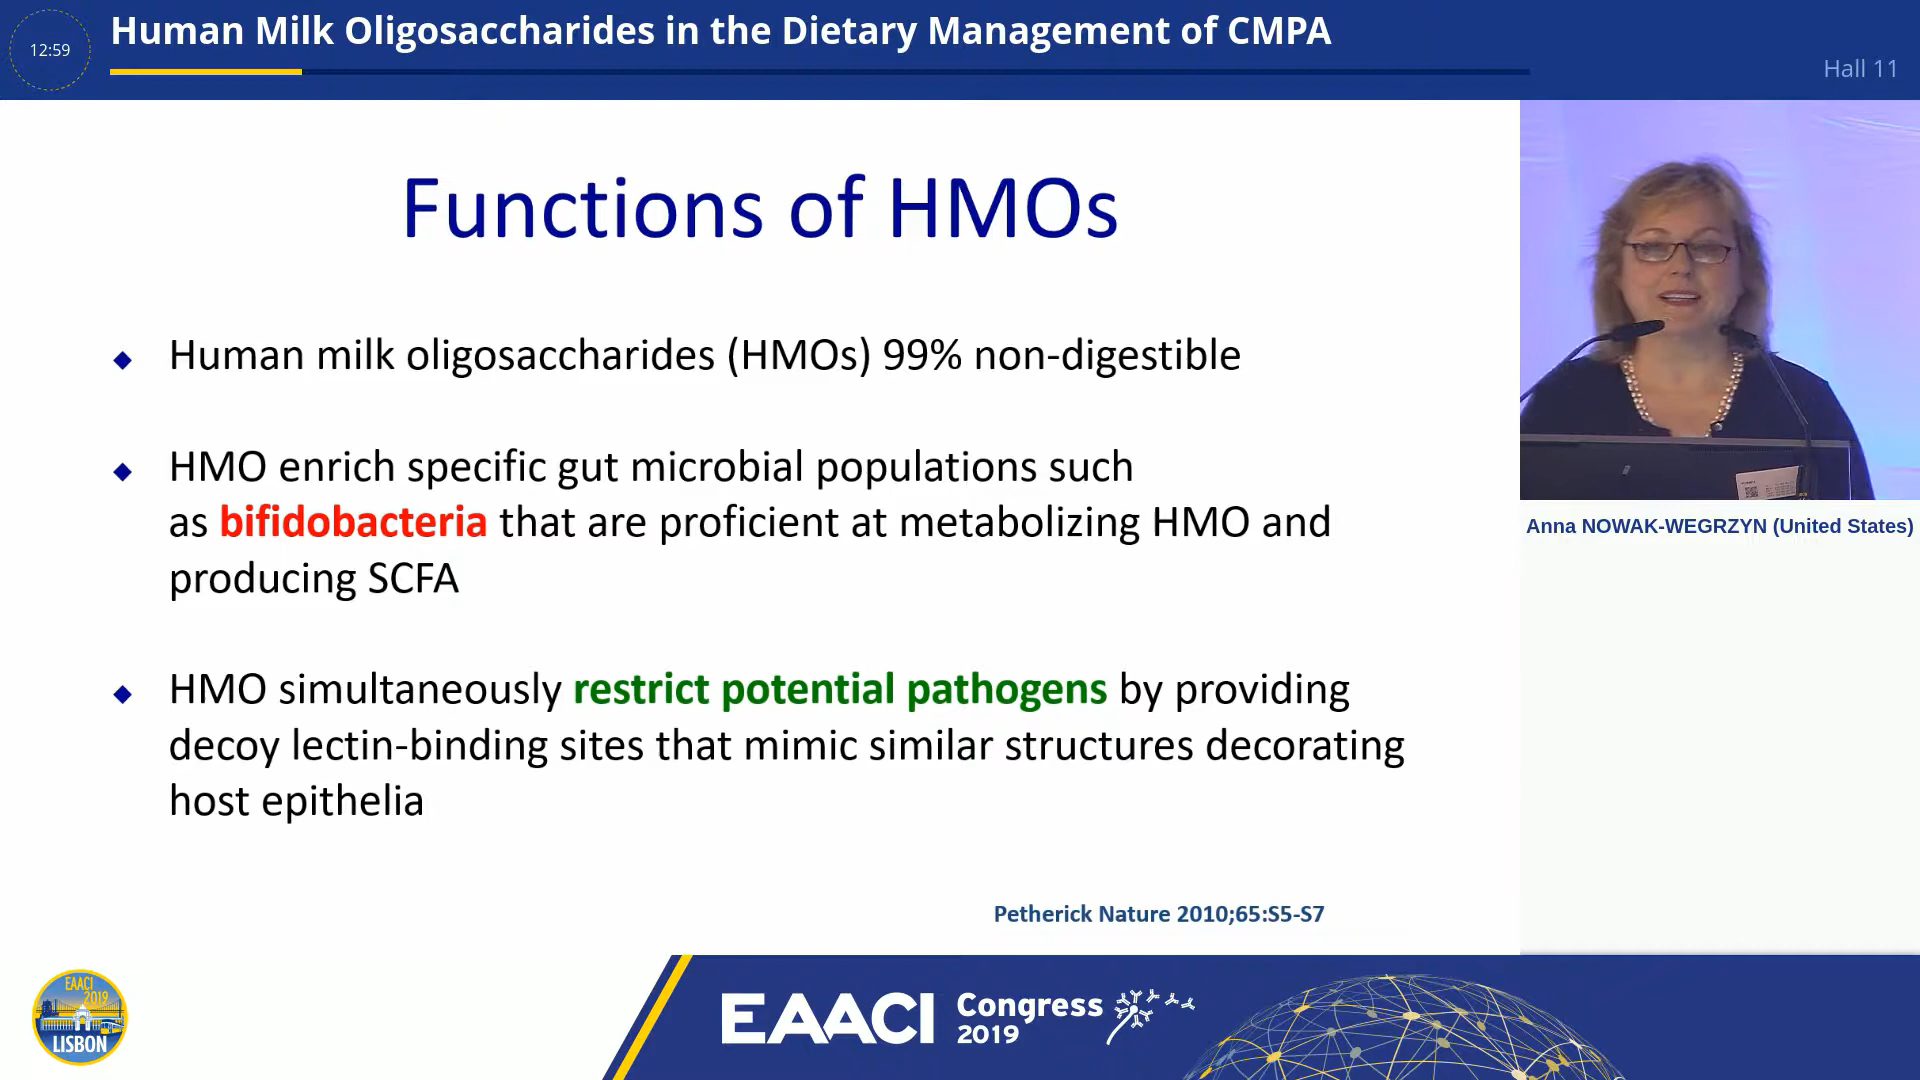 12:59
Human Milk Oligosaccharides in the Dietary Management of CMPA
Hall 11
Functions of HMOs
Human milk oligosaccharides (HMOs) 99% non-digestible
HMO enrich specific gut microbial populations such
as bifidobacteria that are proficient at metabolizing HMO and
producing SCFA
HMO simultaneously restrict potential pathogens by providing
decoy lectin-binding sites that mimic similar structures decorating
host epithelia
Petherick Nature 2010;65:S5-S7
Anna NOWAK-WEGRZYN (United States)
EAACI
2019
LISBON
EAACI Congress
2019